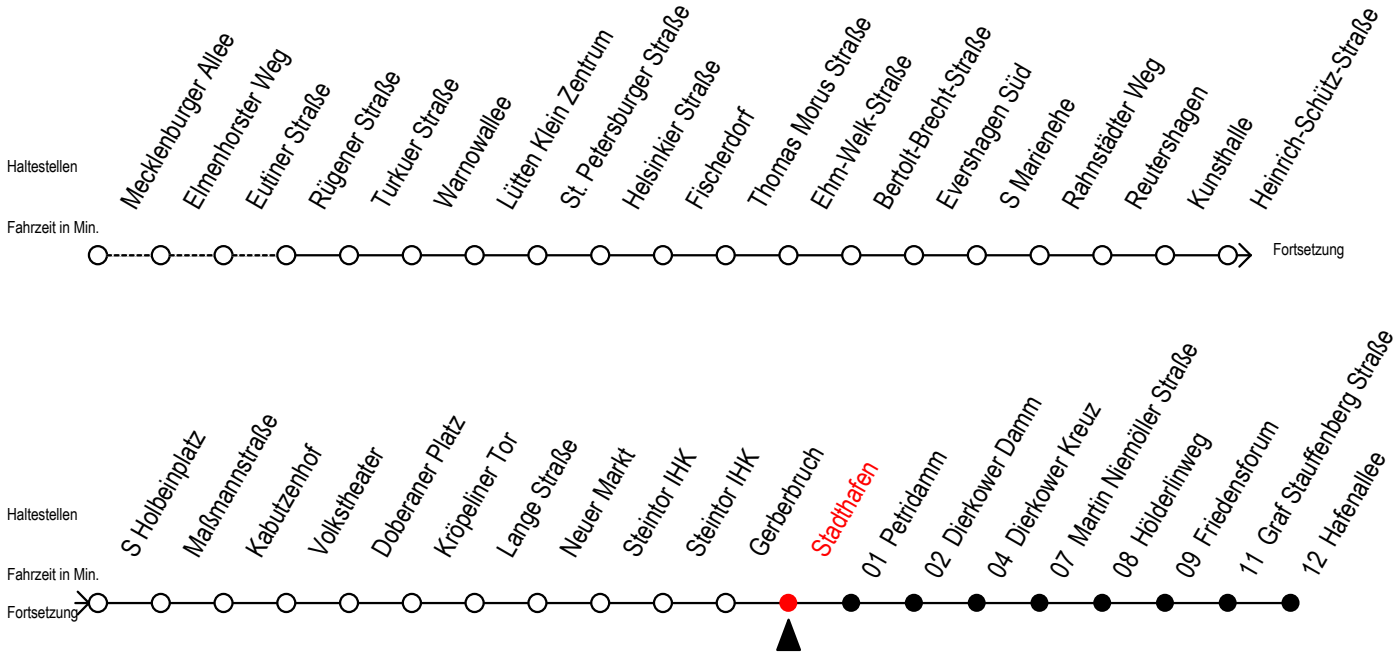 Haltestellen
Mecklenburger Allee
Elmenhorster Weg
Eutiner Straße
Rügener Straße
Turkuer Straße
Warnowallee
Lütten Klein Zentrum
St. Petersburger Straße
Helsinkier Straße
Fischerdorf
Thomas Morus Straße
Ehm-Welk-Straße
Bertolt-Brecht-Straße
Evershagen Süd
S Marienehe
Rahnstädter Weg
Reutershagen
Kunsthalle
Heinrich-Schütz-Straße
Fahrzeit in Min.
Fortsetzung
Haltestellen
S Holbeinplatz
Maßmannstraße
Kabutzenhof
Volkstheater
Doberaner Platz
Kröpeliner Tor
Lange Straße
Neuer Markt
Steintor IHK
Steintor IHK
Gerberbruch
Stadthafen
01 Petridamm
02 Dierkower Damm
04 Dierkower Kreuz
07 Martin Niemöller Straße
08 Hölderlinweg
09 Friedensforum
11 Graf Stauffenberg Straße
12 Hafenallee
Fahrzeit in Min.
Fortsetzung